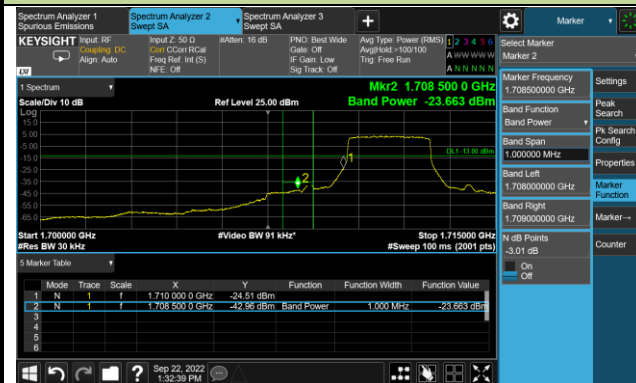 Spectrum Analyzer 1
Spurious Emissions
Spectrum Analyzer 2
Swept SA
Spectrum Analyzer 3
Swept SA
Marker
KEYSIGHT
Input: RF
Coupling: DC
Align: Auto
Input Z: 50 Ω
Corr CCorr RCal
Freq Ref: Int (S)
NFE: Off
#Atten: 16 dB
PNO: Best Wide
Gate: Off
IF Gain: Low
Sig Track: Off
Avg Type: Power (RMS)
Avg|Hold:>100/100
Trig: Free Run
1 2 3 4 5 6
A W W W W W
A N N N N N
LXI
Select Marker
Marker 2
1 Spectrum
Scale/Div 10 dB
Ref Level 25.00 dBm
Mkr2 1.708 500 0 GHz
Band Power -23.663 dBm
Log
15.0
5.00
-5.00
-15.0
-25.0
-35.0
-45.0
-55.0
-65.0
DL1 -13.00 dBm
1
2
Start 1.700000 GHz
#Res BW 30 kHz
#Video BW 91 kHz*
Stop 1.715000 GHz
#Sweep 100 ms (2001 pts)
Marker Frequency
1.708500000 GHz
Band Function
Band Power
Band Span
1.000000 MHz
Band Left
1.708000000 GHz
Band Right
1.709000000 GHz
N dB Points
-3.01 dB
On
Off
Settings
Peak Search
Pk Search Config
Properties
Marker Function
Marker→
Counter
5 Marker Table
Mode Trace Scale X Y Function Function Width Function Value
1 N 1 f 1.710 000 0 GHz -24.51 dBm
2 N 1 f 1.708 500 0 GHz -42.96 dBm Band Power 1.000 MHz -23.663 dBm
3
4
5
6
?
Sep 22, 2022
1:32:39 PM